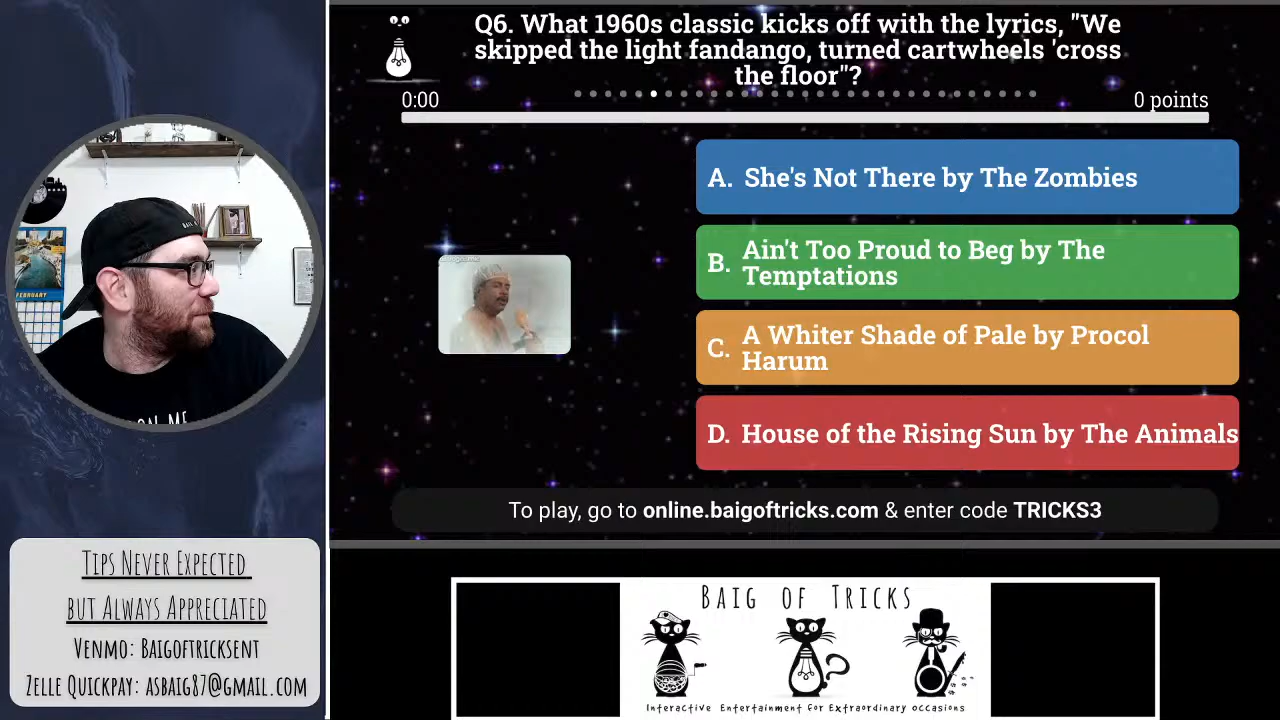 Q6. What 1960s classic kicks off with the lyrics, "We
skipped the light fandango, turned cartwheels 'cross
the floor"?
0:00
0 points
A. She's Not There by The Zombies
B. Ain't Too Proud to Beg by The
Temptations
C. A Whiter Shade of Pale by Procol
Harum
D. House of the Rising Sun by The Animals
To play, go to online.baigoftricks.com & enter code TRICKS3
FEBRUARY
ON ME
Tips Never Expected
but Always Appreciated
Venmo: Baigoftricksent
Zelle Quickpay: asbaig87@gmail.com
Baig of Tricks
Interactive Entertainment for Extraordinary Occasions